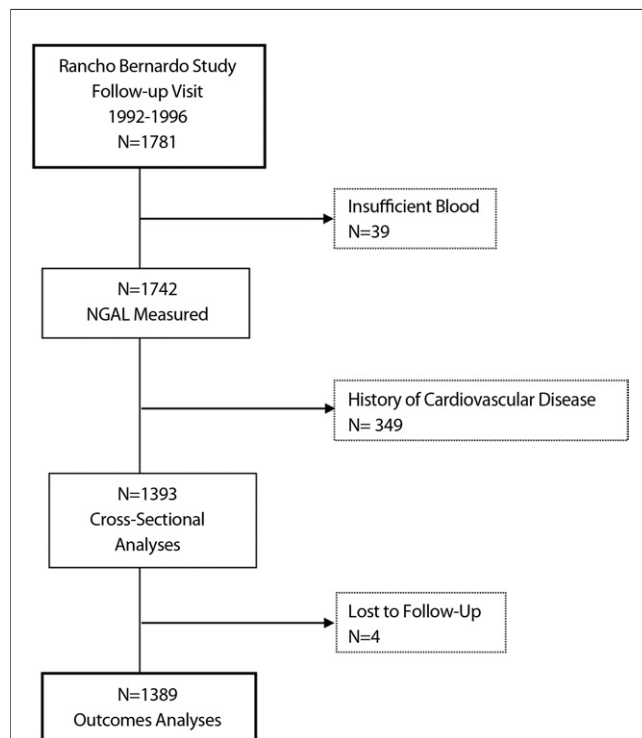 Rancho Bernardo Study
Follow-up Visit
1992-1996
N=1781
Insufficient Blood
N=39
N=1742
NGAL Measured
History of Cardiovascular Disease
N= 349
N=1393
Cross-Sectional
Analyses
Lost to Follow-Up
N=4
N=1389
Outcomes Analyses